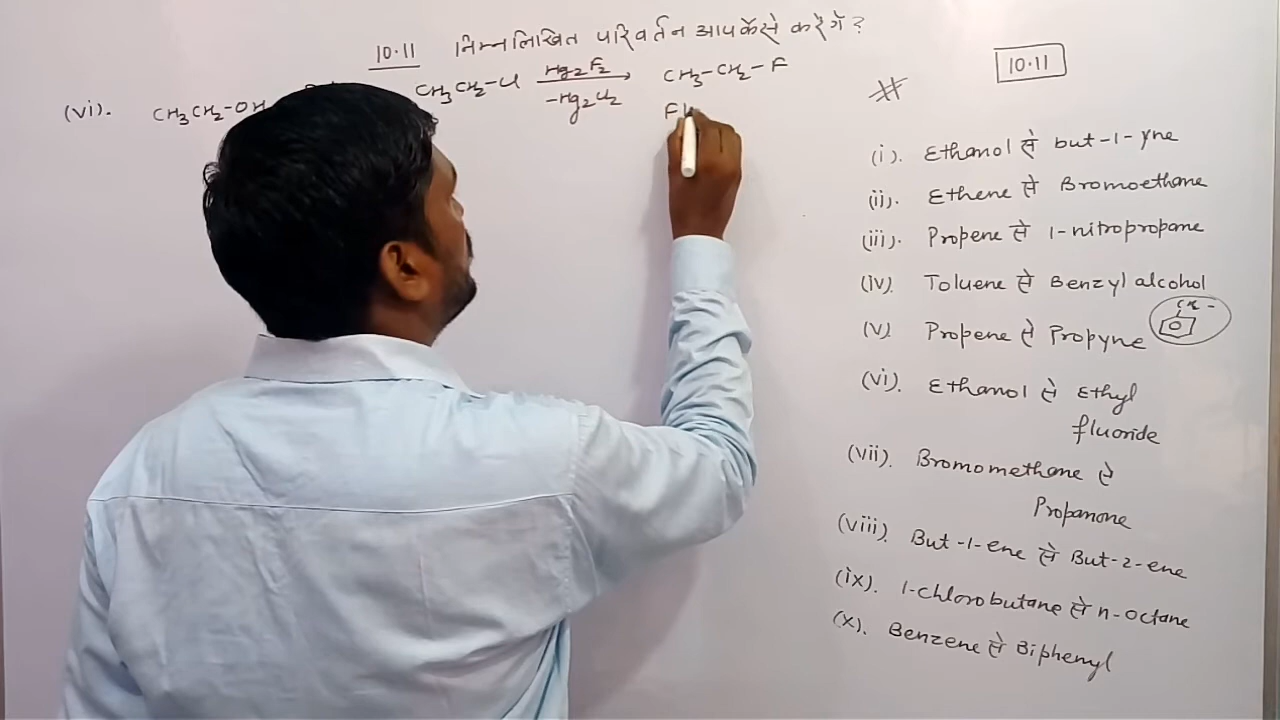 10.11 निम्नलिखित परिवर्तन आप कैसे करेंगे?
(vi). CH3CH2-OH CH3CH2-Cl Hg2F2 CH3-CH2-F
-Hg2Cl2
10.11
(i). Ethanol से but-1-yne
(ii). Ethene से Bromoethane
(iii). Propene से 1-nitropropane
(iv). Toluene से Benzyl alcohol
(v). Propene से Propyne
(vi). Ethanol से Ethyl
fluoride
(vii). Bromomethane से
Propanone
(viii). But-1-ene से But-2-ene
(ix). 1-chlorobutane से n-octane
(x). Benzene से Biphenyl